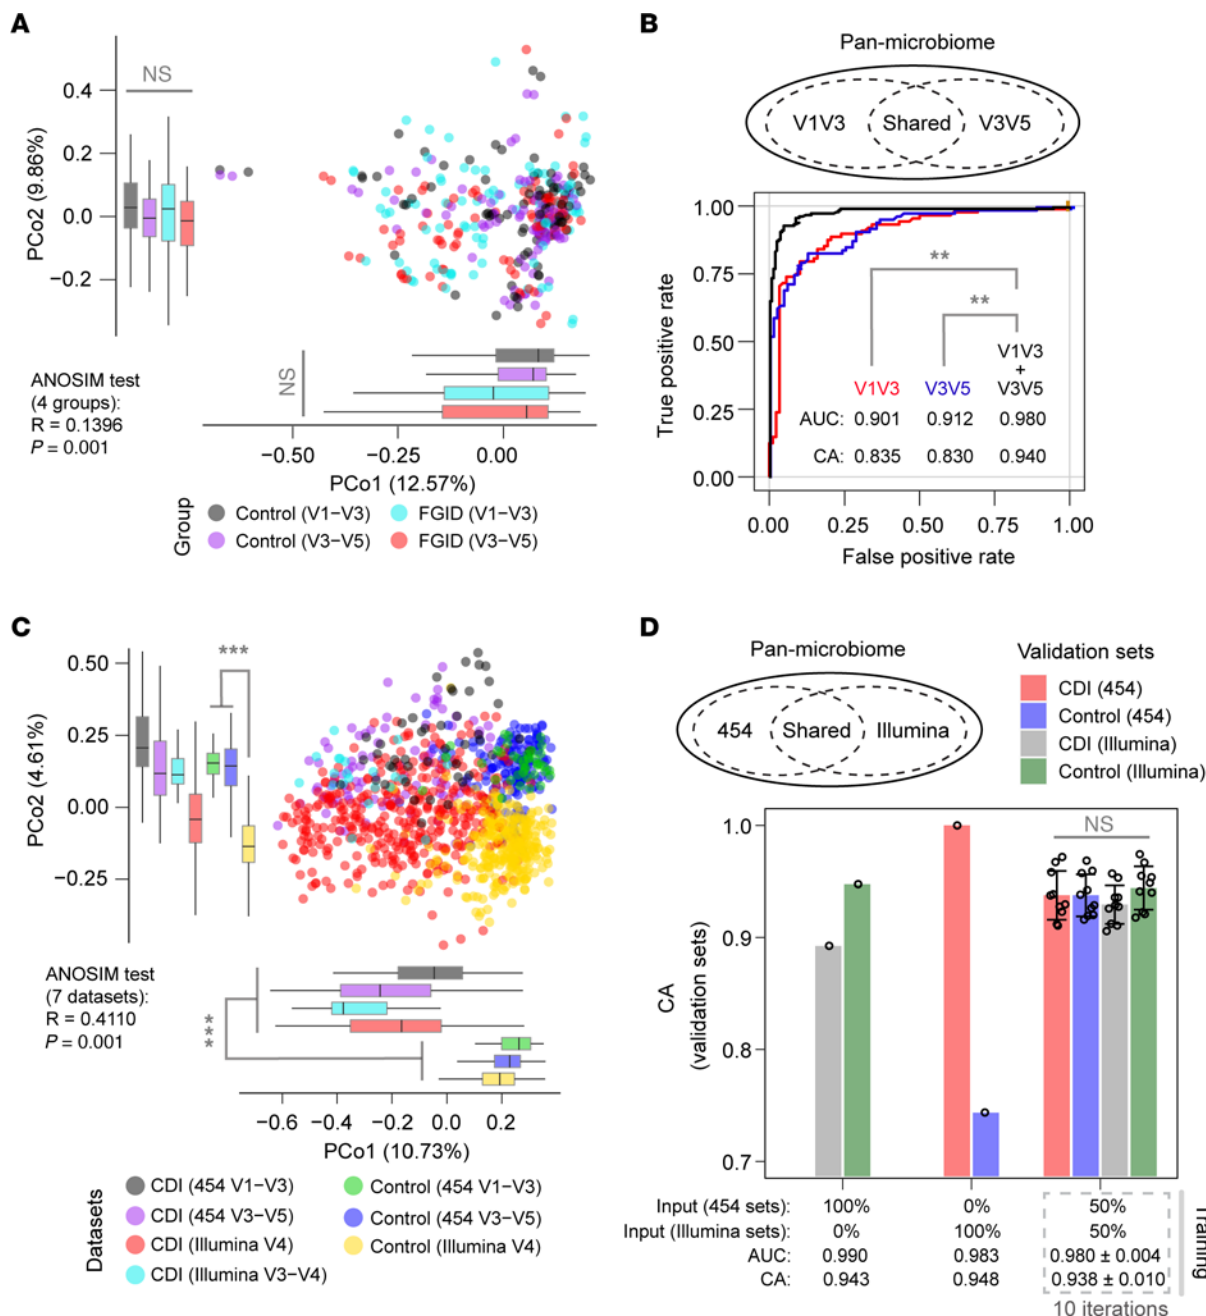 A
NS
0.4
0.2
0.0
−0.2
PCo2 (9.86%)
NS
ANOSIM test
(4 groups):
R = 0.1396
P = 0.001
−0.50
−0.25
0.00
PCo1 (12.57%)
Group
Control (V1−V3)
FGID (V1−V3)
Control (V3−V5)
FGID (V3−V5)
B
Pan-microbiome
V1V3
Shared
V3V5
1.00
0.75
0.50
0.25
0.00
True positive rate
**
**
V1V3
+
V3V5
V1V3
V3V5
AUC: 0.901 0.912 0.980
CA: 0.835 0.830 0.940
0.00
0.25
0.50
0.75
1.00
False positive rate
C
***
0.50
0.25
0.00
−0.25
PCo2 (4.61%)
ANOSIM test
(7 datasets):
R = 0.4110
P = 0.001
***
−0.6
−0.4
−0.2
0.0
0.2
PCo1 (10.73%)
Datasets
CDI (454 V1−V3)
Control (454 V1−V3)
CDI (454 V3−V5)
Control (454 V3−V5)
CDI (Illumina V4)
Control (Illumina V4)
CDI (Illumina V3−V4)
D
Pan-microbiome
454
Shared
Illumina
Validation sets
CDI (454)
Control (454)
CDI (Illumina)
Control (Illumina)
1.0
0.9
0.8
0.7
CA
(validation sets)
NS
Input (454 sets): 100% 0% 50%
Input (Illumina sets): 0% 100% 50%
AUC: 0.990 0.983 0.980 ± 0.004
CA: 0.943 0.948 0.938 ± 0.010
Training
10 iterations